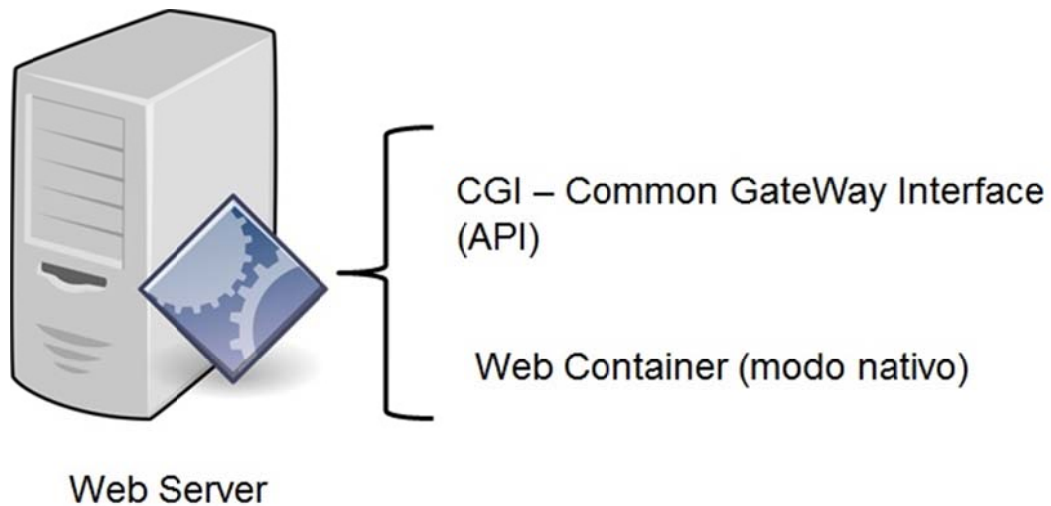 CGI – Common GateWay Interface
(API)
Web Container (modo nativo)
Web Server